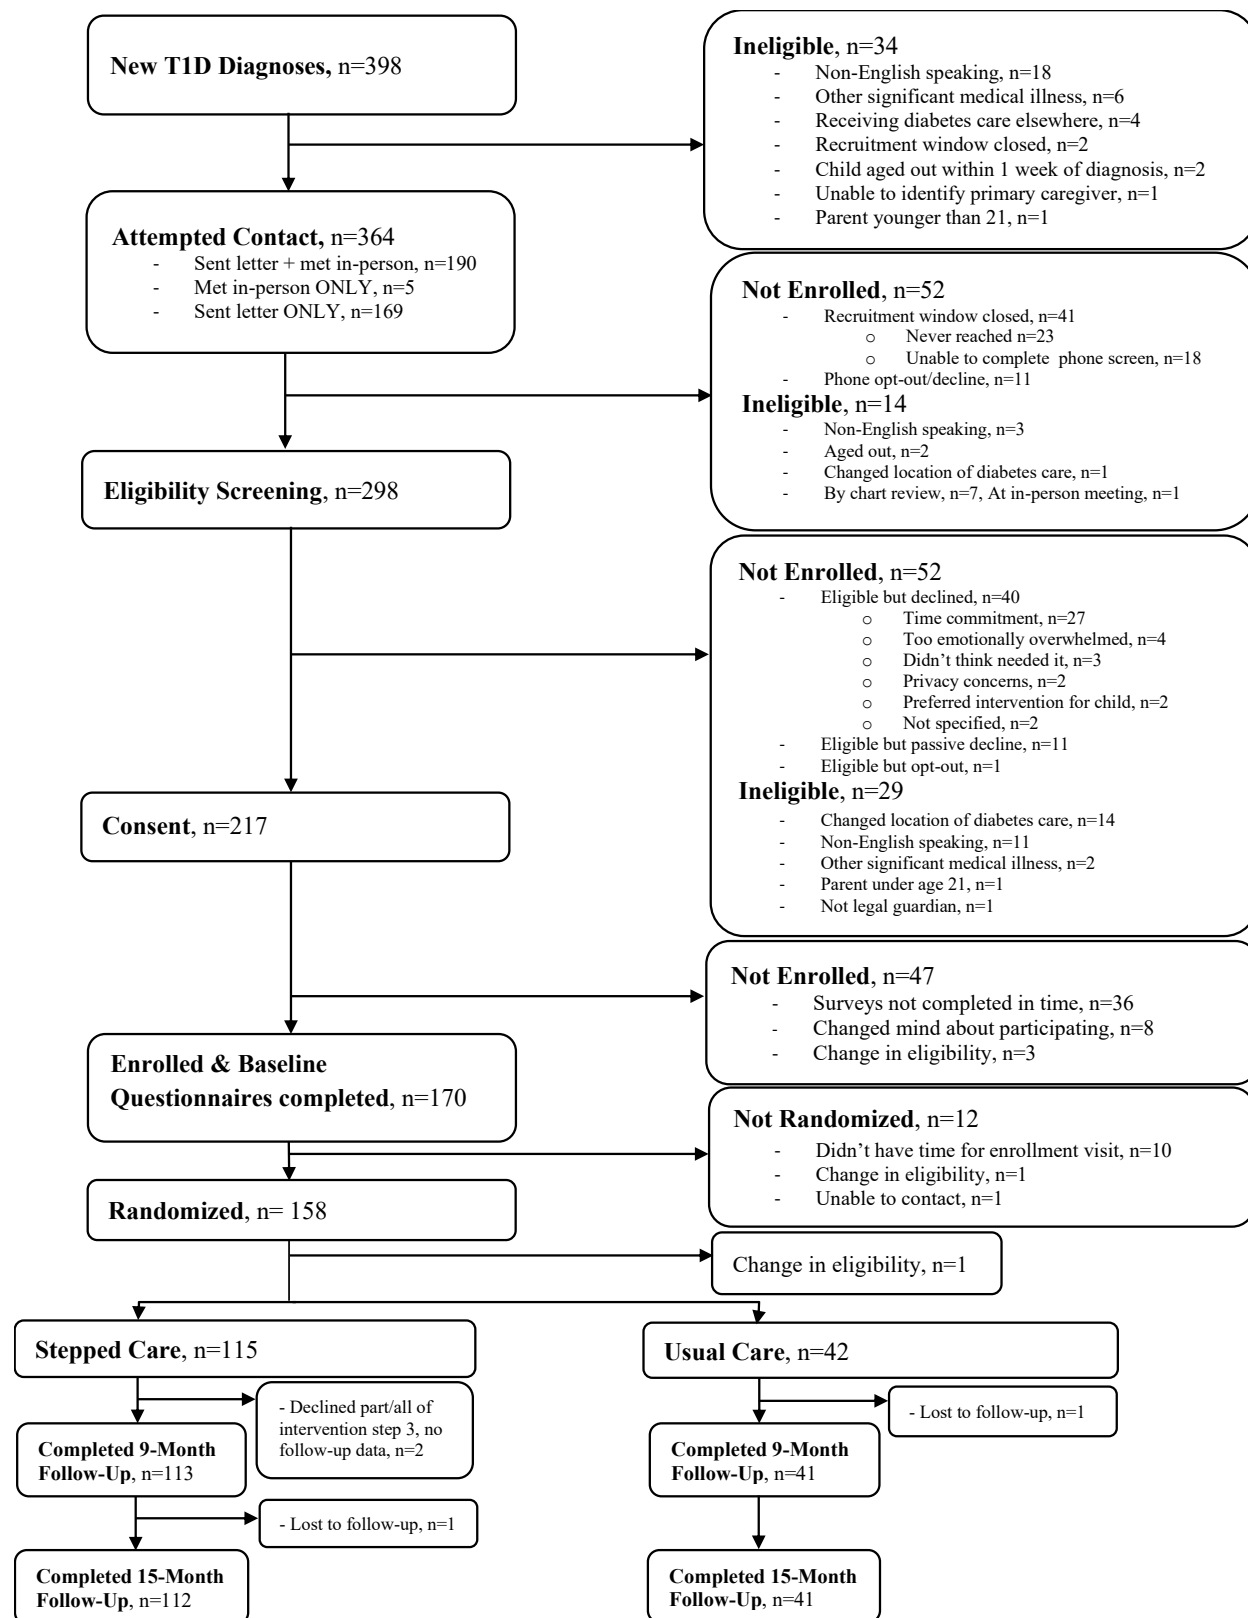 New T1D Diagnoses, n=398
Ineligible, n=34
- Non-English speaking, n=18
- Other significant medical illness, n=6
- Receiving diabetes care elsewhere, n=4
- Recruitment window closed, n=2
- Child aged out within 1 week of diagnosis, n=2
- Unable to identify primary caregiver, n=1
- Parent younger than 21, n=1
Attempted Contact, n=364
- Sent letter + met in-person, n=190
- Met in-person ONLY, n=5
- Sent letter ONLY, n=169
Not Enrolled, n=52
- Recruitment window closed, n=41
o Never reached n=23
o Unable to complete phone screen, n=18
- Phone opt-out/decline, n=11
Ineligible, n=14
- Non-English speaking, n=3
- Aged out, n=2
- Changed location of diabetes care, n=1
- By chart review, n=7, At in-person meeting, n=1
Eligibility Screening, n=298
Not Enrolled, n=52
- Eligible but declined, n=40
o Time commitment, n=27
o Too emotionally overwhelmed, n=4
o Didn’t think needed it, n=3
o Privacy concerns, n=2
o Preferred intervention for child, n=2
o Not specified, n=2
- Eligible but passive decline, n=11
- Eligible but opt-out, n=1
Ineligible, n=29
- Changed location of diabetes care, n=14
- Non-English speaking, n=11
- Other significant medical illness, n=2
- Parent under age 21, n=1
- Not legal guardian, n=1
Consent, n=217
Not Enrolled, n=47
- Surveys not completed in time, n=36
- Changed mind about participating, n=8
- Change in eligibility, n=3
Enrolled & Baseline
Questionnaires completed, n=170
Not Randomized, n=12
- Didn’t have time for enrollment visit, n=10
- Change in eligibility, n=1
- Unable to contact, n=1
Randomized, n= 158
Change in eligibility, n=1
Stepped Care, n=115
Usual Care, n=42
- Declined part/all of
intervention step 3, no
follow-up data, n=2
- Lost to follow-up, n=1
Completed 9-Month
Follow-Up, n=113
Completed 9-Month
Follow-Up, n=41
- Lost to follow-up, n=1
Completed 15-Month
Follow-Up, n=112
Completed 15-Month
Follow-Up, n=41